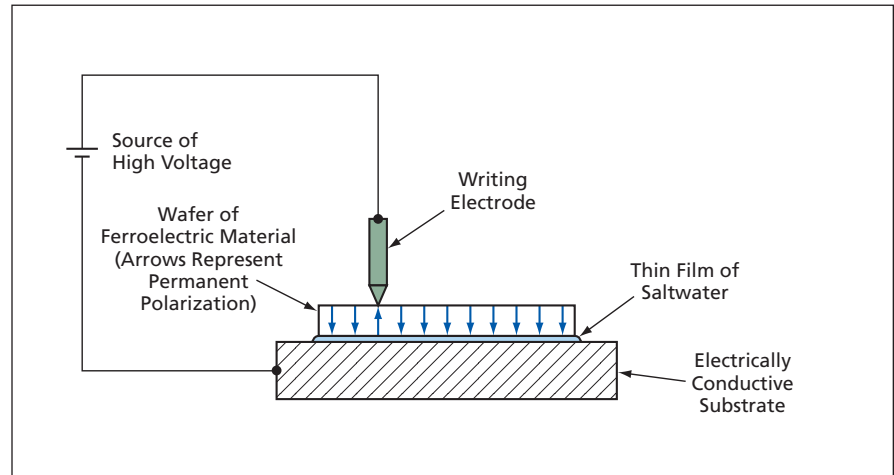 Source of
High Voltage
Writing
Electrode
Wafer of
Ferroelectric Material
(Arrows Represent
Permanent
Polarization)
Thin Film of
Saltwater
Electrically
Conductive
Substrate